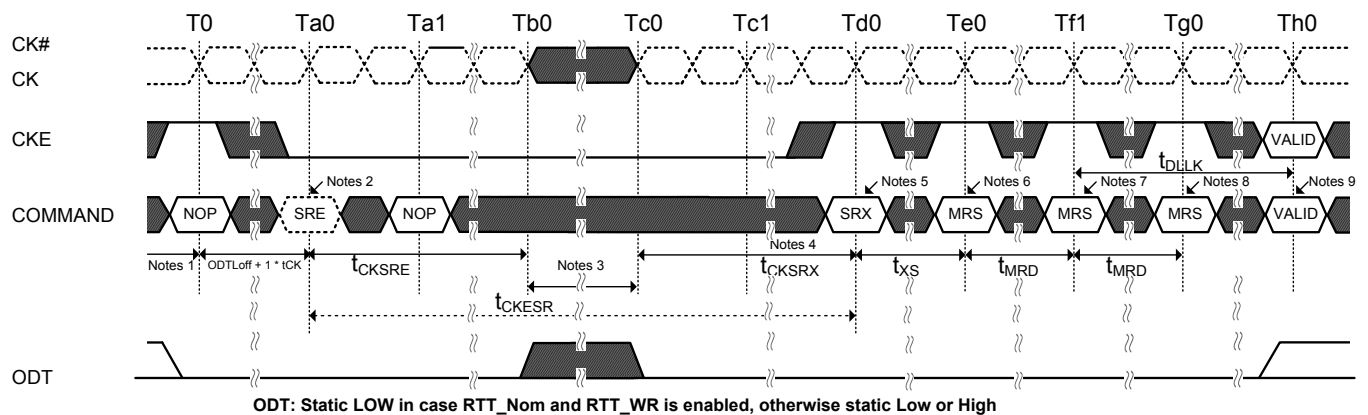 T0 Ta0 Ta1 Tb0 Tc0 Tc1 Td0 Te0 Tf1 Tg0 Th0
CK#
CK
CKE
VALID
tDLLK
Notes 2 Notes 5 Notes 6 Notes 7 Notes 8 Notes 9
COMMAND
NOP SRE NOP SRX MRS MRS MRS VALID
Notes 1 ODTLoff + 1 * tCK tCKSRE Notes 3 Notes 4 tCKSRX tXS tMRD tMRD
tCKESR
ODT
ODT: Static LOW in case RTT_Nom and RTT_WR is enabled, otherwise static Low or High